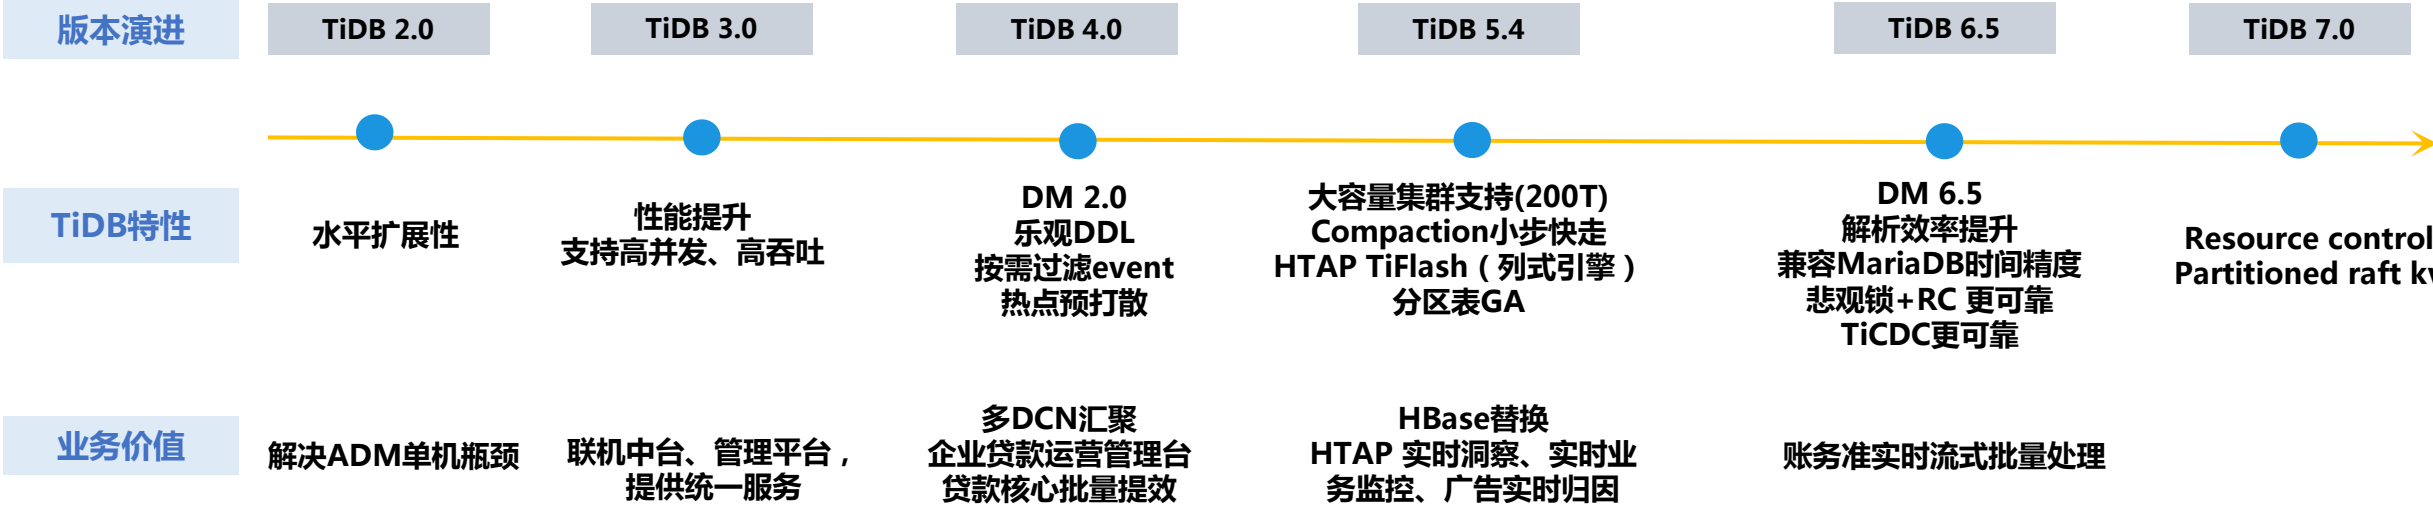 版本演进
TiDB 2.0
TiDB 3.0
TiDB 4.0
TiDB 5.4
TiDB 6.5
TiDB 7.0
TiDB特性
水平扩展性
性能提升
支持高并发、高吞吐
DM 2.0
乐观DDL
按需过滤event
热点预打散
大容量集群支持(200T)
Compaction小步快走
HTAP TiFlash（列式引擎）
分区表GA
DM 6.5
解析效率提升
兼容MariaDB时间精度
悲观锁+RC 更可靠
TiCDC更可靠
Resource control
Partitioned raft kv
业务价值
解决ADM单机瓶颈
联机中台、管理平台，
提供统一服务
多DCN汇聚
企业贷款运营管理台
贷款核心批量提效
HBase替换
HTAP 实时洞察、实时业
务监控、广告实时归因
账务准实时流式批量处理